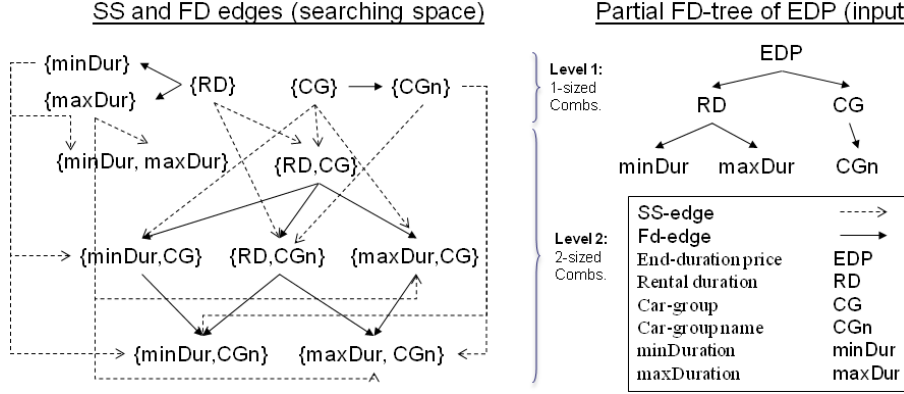 SS and FD edges (searching space)
{minDur}
{RD}
{CG}
{CGn}
{maxDur}
{minDur, maxDur}
{RD,CG}
{minDur,CG}
{RD,CGn}
{maxDur,CG}
{minDur,CGn}
{maxDur, CGn}
Level 1:
1-sized
Combs.
Level 2:
2-sized
Combs.
Partial FD-tree of EDP (input
EDP
RD
CG
minDur
maxDur
CGn
SS-edge
Fd-edge
End-duration price EDP
Rental duration RD
Car-group CG
Car-group name CGn
minDuration minDur
maxDuration maxDur